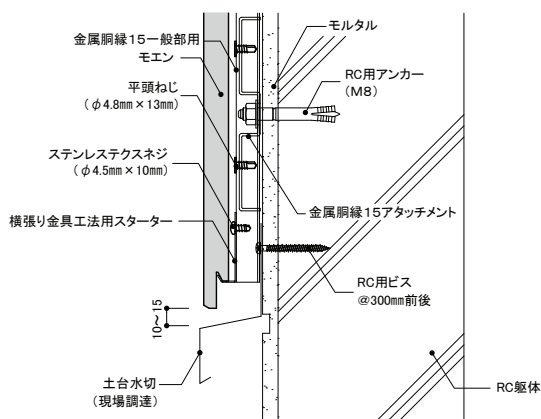 金属胴縁15一般部用
モエン
平頭ねじ
(φ4.8mm×13mm)
ステンレステクスネジ
(φ4.5mm×10mm)
横張り金具工法用スターター
10～15
土台水切
(現場調達)
モルタル
RC用アンカー
(M8)
金属胴縁15アタッチメント
RC用ビス
@300mm前後
RC躯体